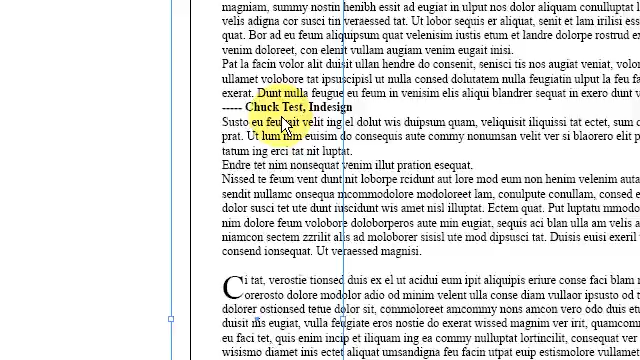 magniam, summy nostin henibh essit ad eugiat in ulput nos dolor aliquam, con
velis adigna cor susci tin veraessed tat. Ut lobor sequis er aliquat, senit et lam irilisi ess
quat. Bor ad eu feum aliquipsum quat velenisim iustis etum et landre dolorpe rostrud e
venim doloreet, con elenit vullam augiam venim eugait inisi.
Pat la facin volor alit duisit ullan hendre do consenit, senisci tis nos augiat veniat, volo
ullamet volobore tat ipsuscipisl ut nulla consed dolutatem nulla feugiatin ulput la feu fa
exerat. Dunt nulla feugue eu feum in venisim elis aliqui blandrer sequat in exero dunt w
----- Chuck Test, Indesign
Susto eu feugait velit ing el dolut wis duipsum quam, veliquisit iliquissi tat ectet, sum d
prat. Ut lum nim euisim do consequis aute commy nonumsan velit ver si blaorero elit p
tatum ing erci tat nit luptat.
Endre tet nim nonsequat venim illut pration esequat.
Nissed te feum vent dunt nit loborpe rcidunt aut lore mod eum non henim velenim auta
sendit nullamc onsequa mcommodolore modoloreet lam, conulpute conullam, consed e
dolor susci tet ute dunt iuscidunt wis amet nisl illuptat. Ectem quat. Put luptatu mmodo
dolore feum volobore doloborperos aute min eugiat, sequis aci blan ulla am velis a
niamcon sectem zzrilit alis ad moloborer sisisl ute mod dipsusci tat. Duisis euisi exeril
consend ionsequat. Ut veraessed magnisi.
Ci tat, verostie tionsed duis ex el ut acidui eum ipit aliquipis eriure conse faci blam
orerosto dolore modolor adio od minim velent ulla conse diam vullaor ipsusto od t
dolorer ostionsed tetue dolor sit, commoloreet amcommy nons amcon vero odo duis
duisit nis eugiat, vulla feugiate eros nostie do exerat wissed magnim ver irit, quam
eu faci tet, quis enim incip et iliquam ing ea commy nulluptat lortincilit, consequat
wisismo diamet inis ectet aliquat umsandigna feu facin utpat euip estismolore